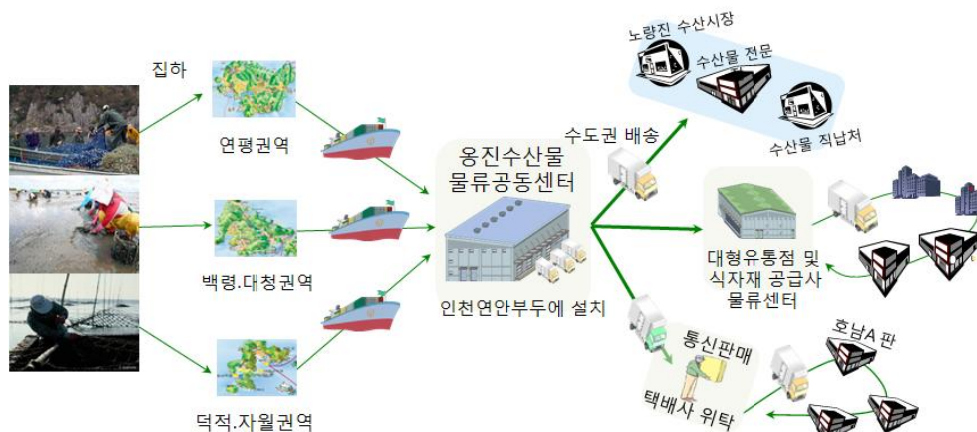 집하
연평권역
백령.대청권역
덕적.자월권역
옹진수산물
물류공동센터
인천연안부두에 설치
수도권 배송
노량진 수산시장
수산물 전문
수산물 직납처
대형유통점 및
식자재 공급사
물류센터
통신판매
택배사 위탁
호남A 판